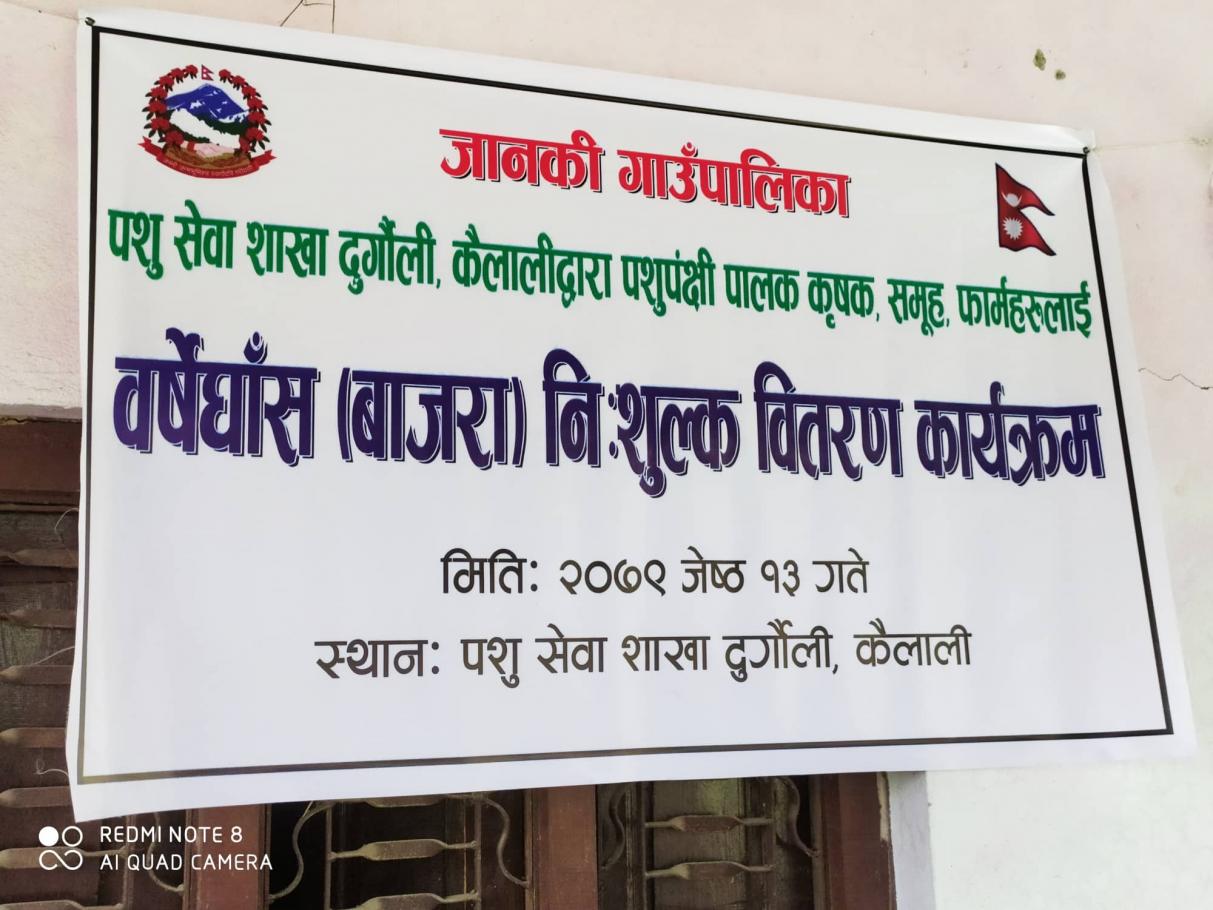 जानकी गाउँपालिका
पशु सेवा शाखा दुर्गौली, कैलालीद्वारा पशुपंक्षी पालक कृषक, समूह, फार्महरुलाई
वर्षेघाँस (बाजरा) नि:शुल्क वितरण कार्यक्रम
मिति: २०७९ जेष्ठ १३ गते
स्थान: पशु सेवा शाखा दुर्गौली, कैलाली
REDMI NOTE 8
AI QUAD CAMERA